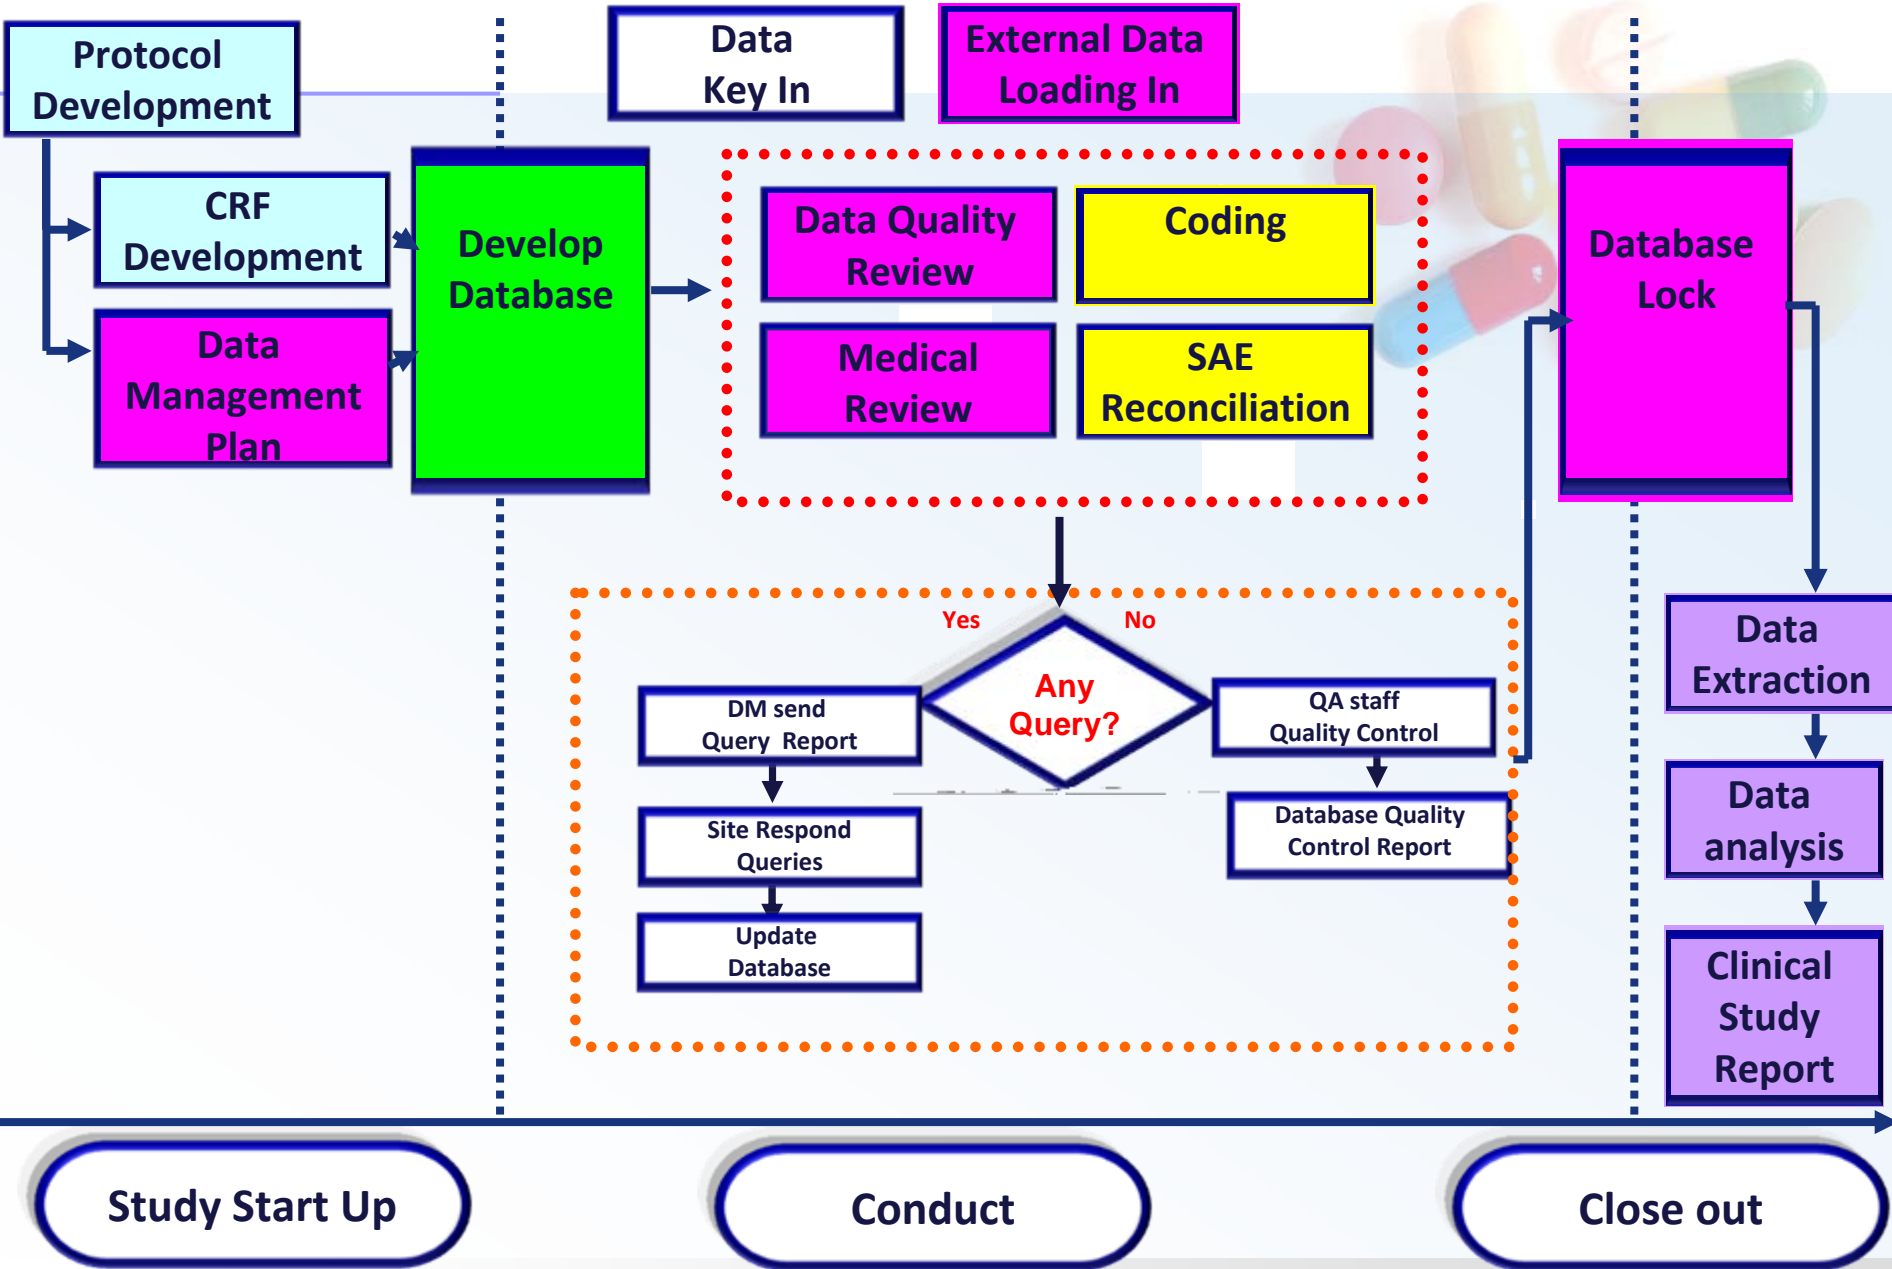 Protocol
Development
Data
Key In
External Data
Loading In
CRF
Development
Data
Management
Plan
Develop
Database
Data Quality
Review
Coding
Medical
Review
SAE
Reconciliation
Database
Lock
Yes
No
Any
Query?
DM send
Query Report
Site Respond
Queries
Update
Database
QA staff
Quality Control
Database Quality
Control Report
Data
Extraction
Data
analysis
Clinical
Study
Report
Study Start Up
Conduct
Close out